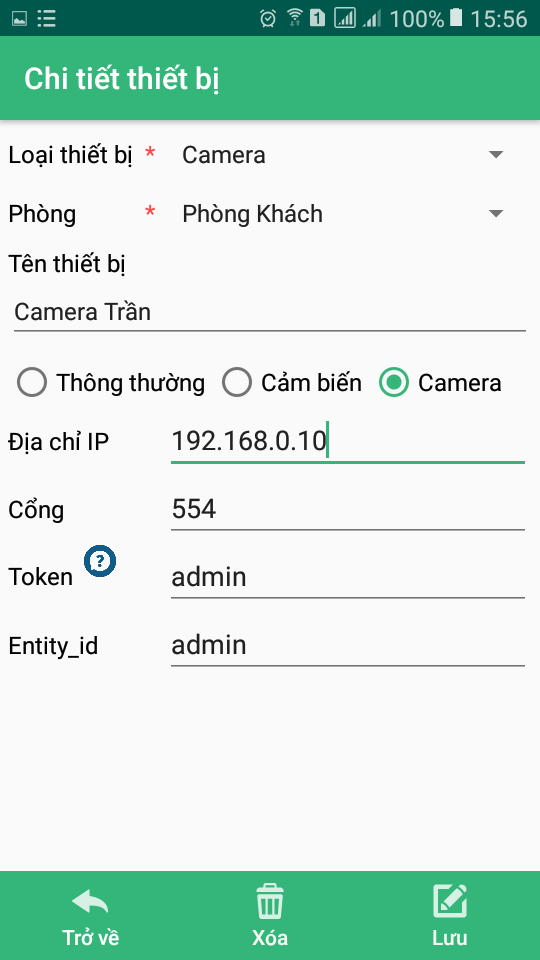 100% 15:56
Chi tiết thiết bị
Loại thiết bị * Camera
Phòng * Phòng Khách
Tên thiết bị
Camera Trần
Thông thường Cảm biến Camera
Địa chỉ IP 192.168.0.10
Cổng 554
Token ? admin
Entity_id admin
Trở về Xóa Lưu